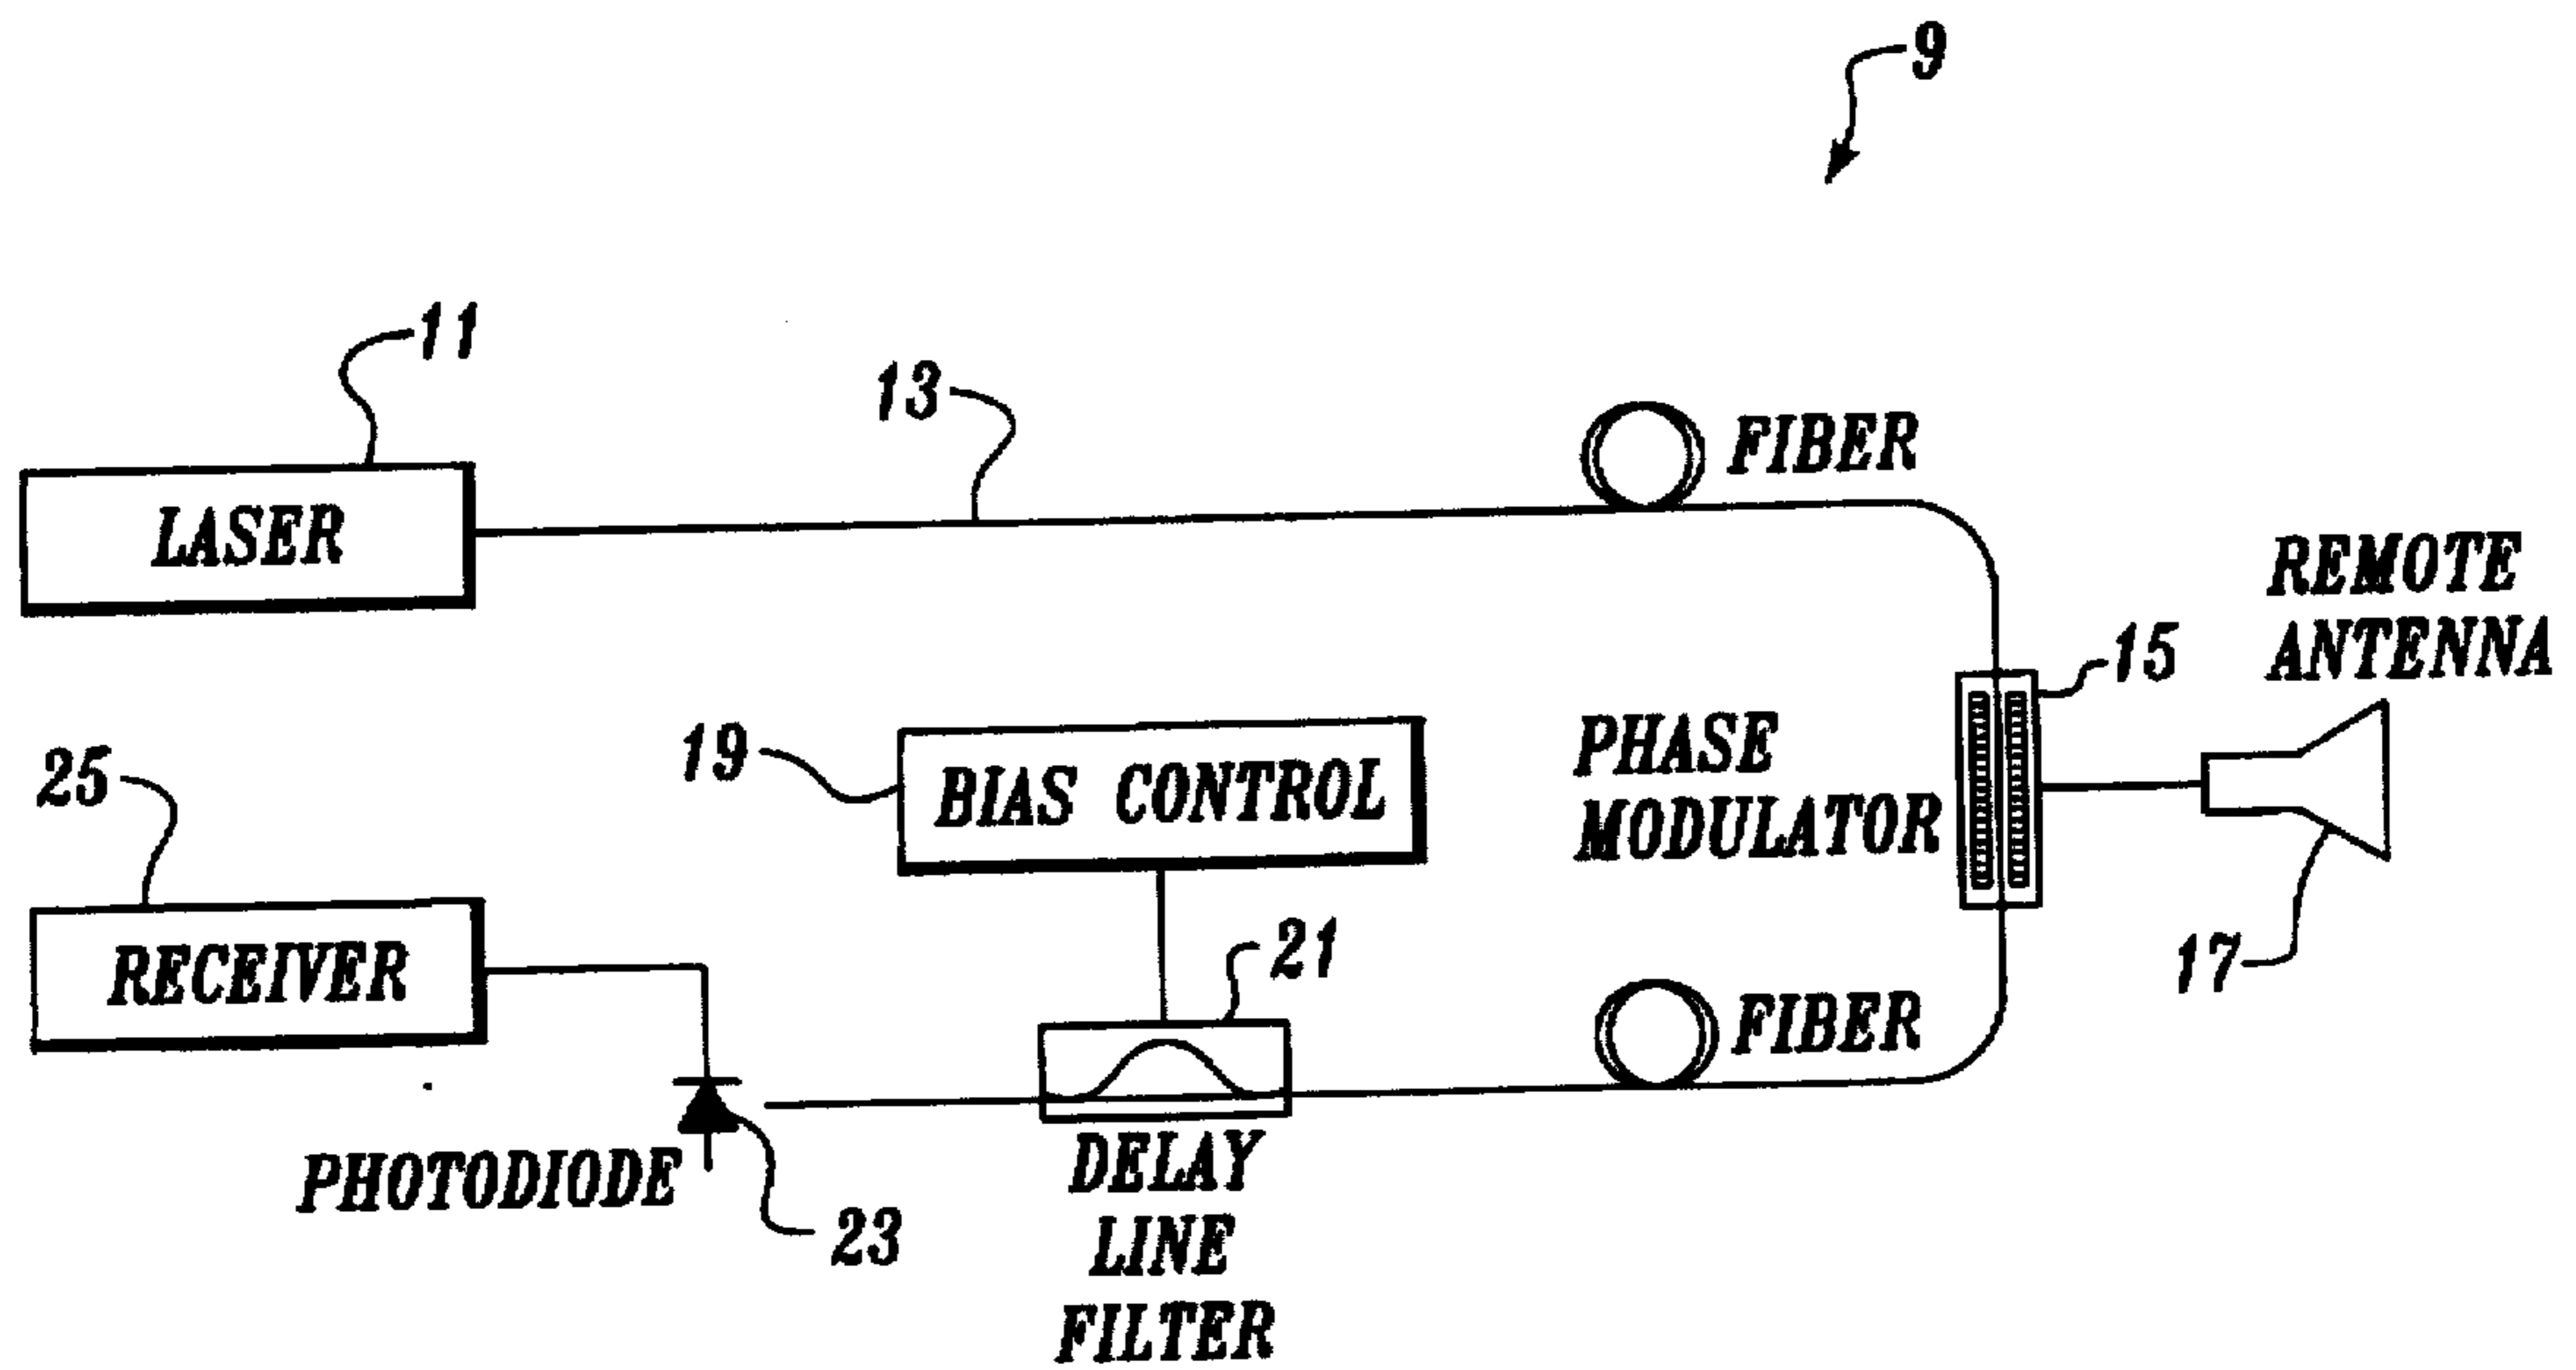 9
11
13
FIBER
LASER
REMOTE
ANTENNA
15
PHASE
MODULATOR
19
BIAS CONTROL
25
17
21
RECEIVER
FIBER
PHOTODIODE
23
DELAY
LINE
FILTER